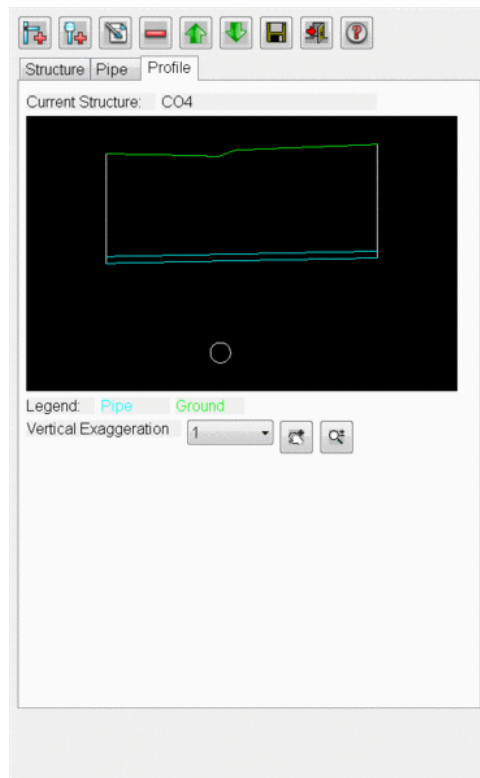 Structure Pipe Profile
Current Structure: CO4
Legend: Pipe Ground
Vertical Exaggeration 1